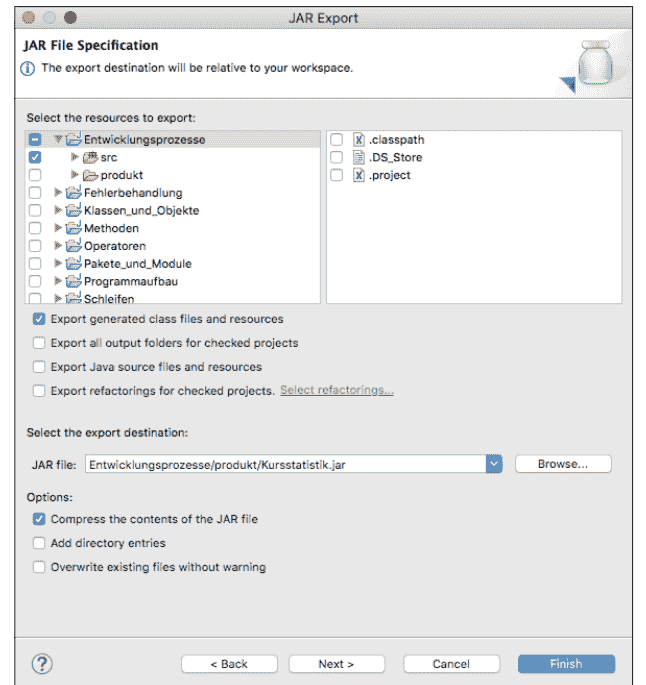 JAR Export
JAR File Specification
The export destination will be relative to your workspace.
Select the resources to export:
Entwicklungsprozesse
src
produkt
Fehlerbehandlung
Klassen_und_Objekte
Methoden
Operatoren
Pakete_und_Module
Programmaufbau
Schleifen
.classpath
.DS_Store
.project
Export generated class files and resources
Export all output folders for checked projects
Export Java source files and resources
Export refactorings for checked projects. Select refactorings...
Select the export destination:
JAR file: Entwicklungsprozesse/produkt/Kursstatistik.jar Browse...
Options:
Compress the contents of the JAR file
Add directory entries
Overwrite existing files without warning
? < Back Next > Cancel Finish